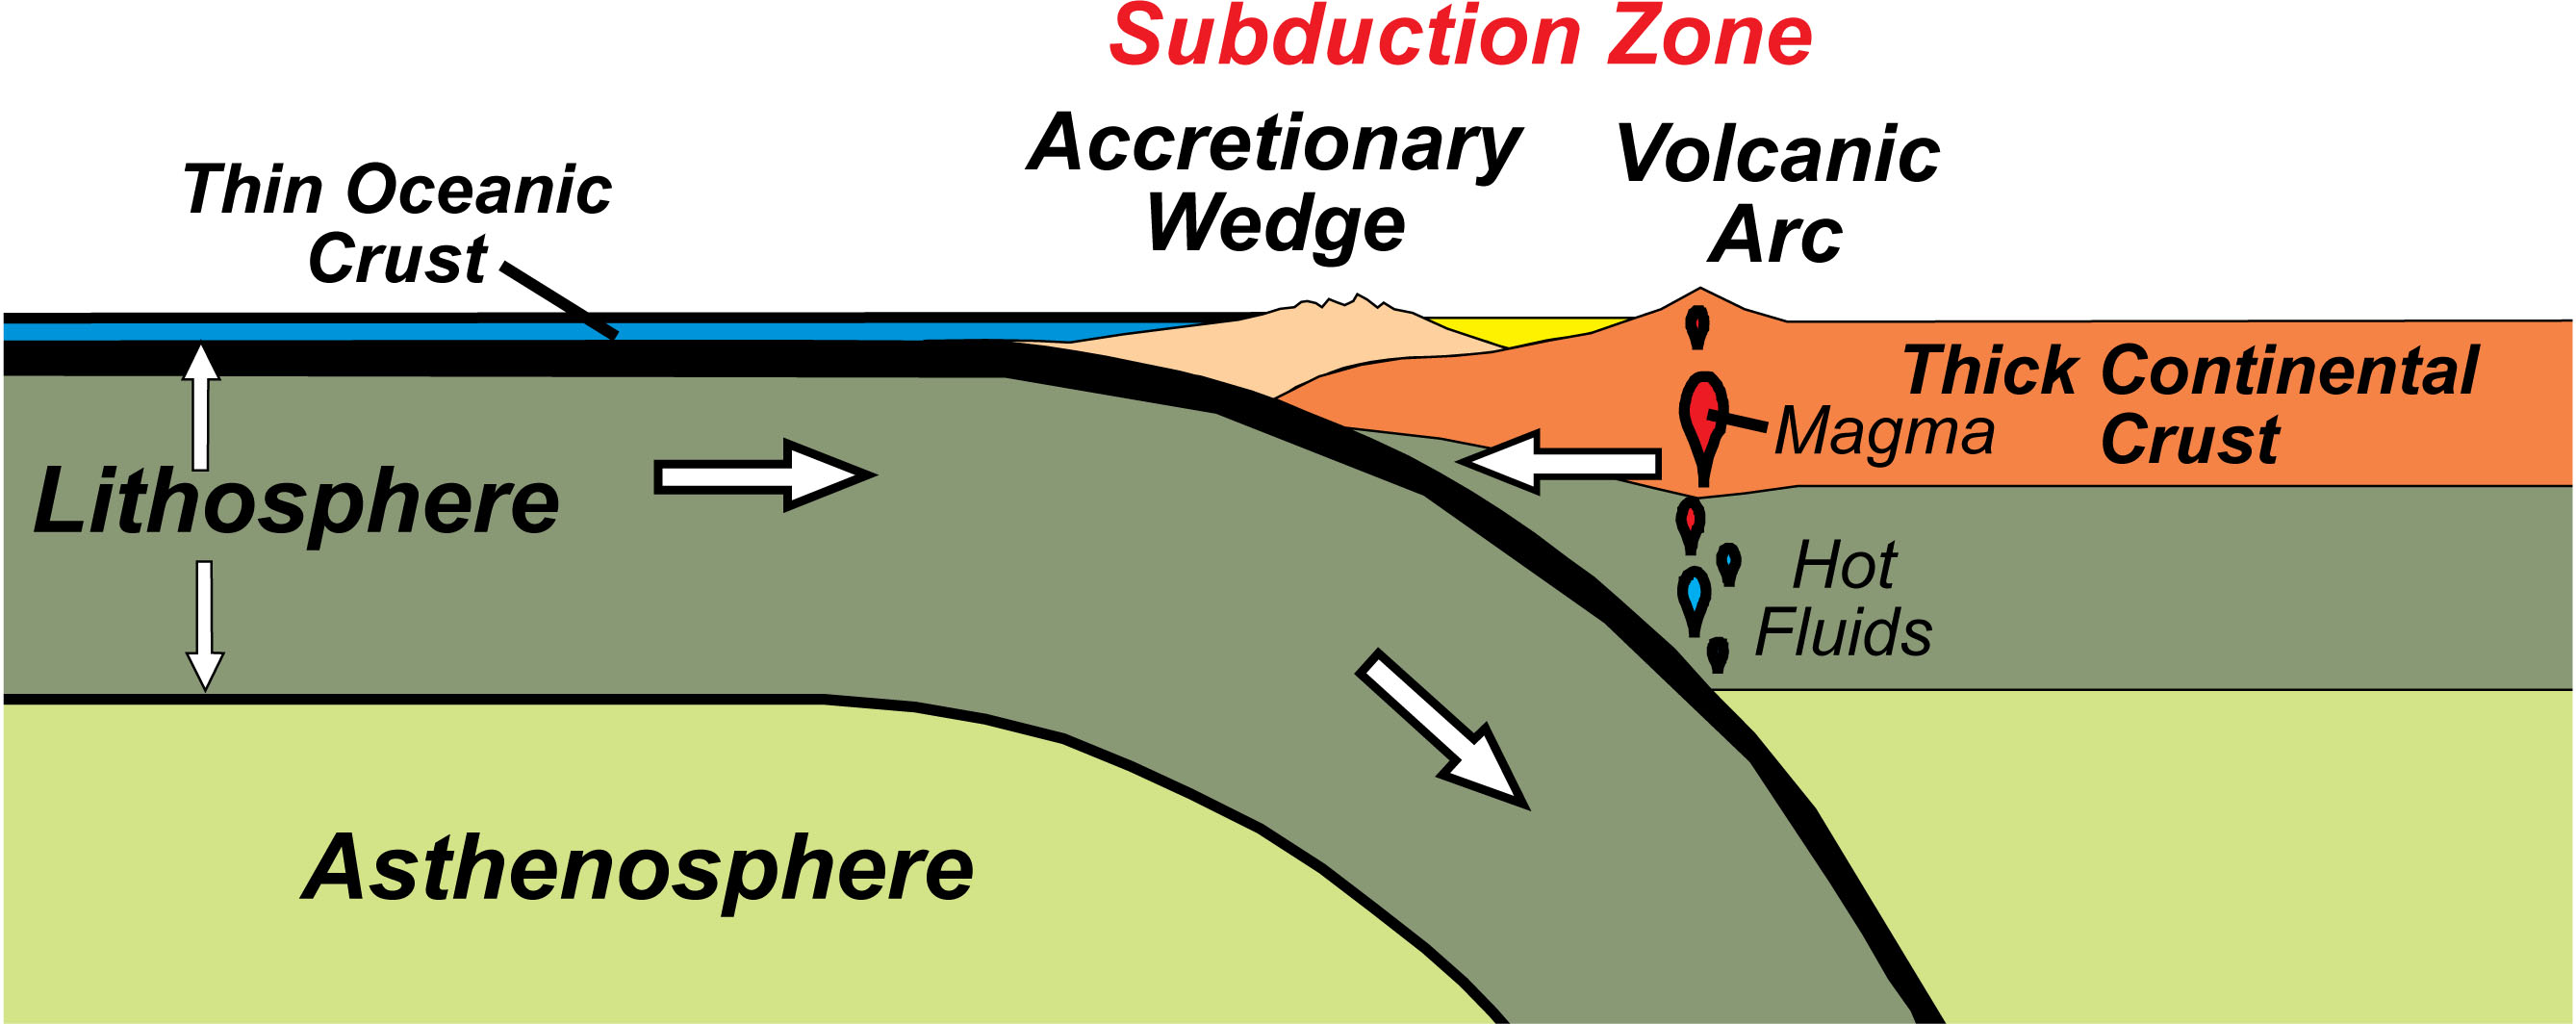 Subduction Zone
Accretionary
Wedge
Volcanic
Arc
Thin Oceanic
Crust
Thick Continental
Crust
Magma
Lithosphere
Hot
Fluids
Asthenosphere